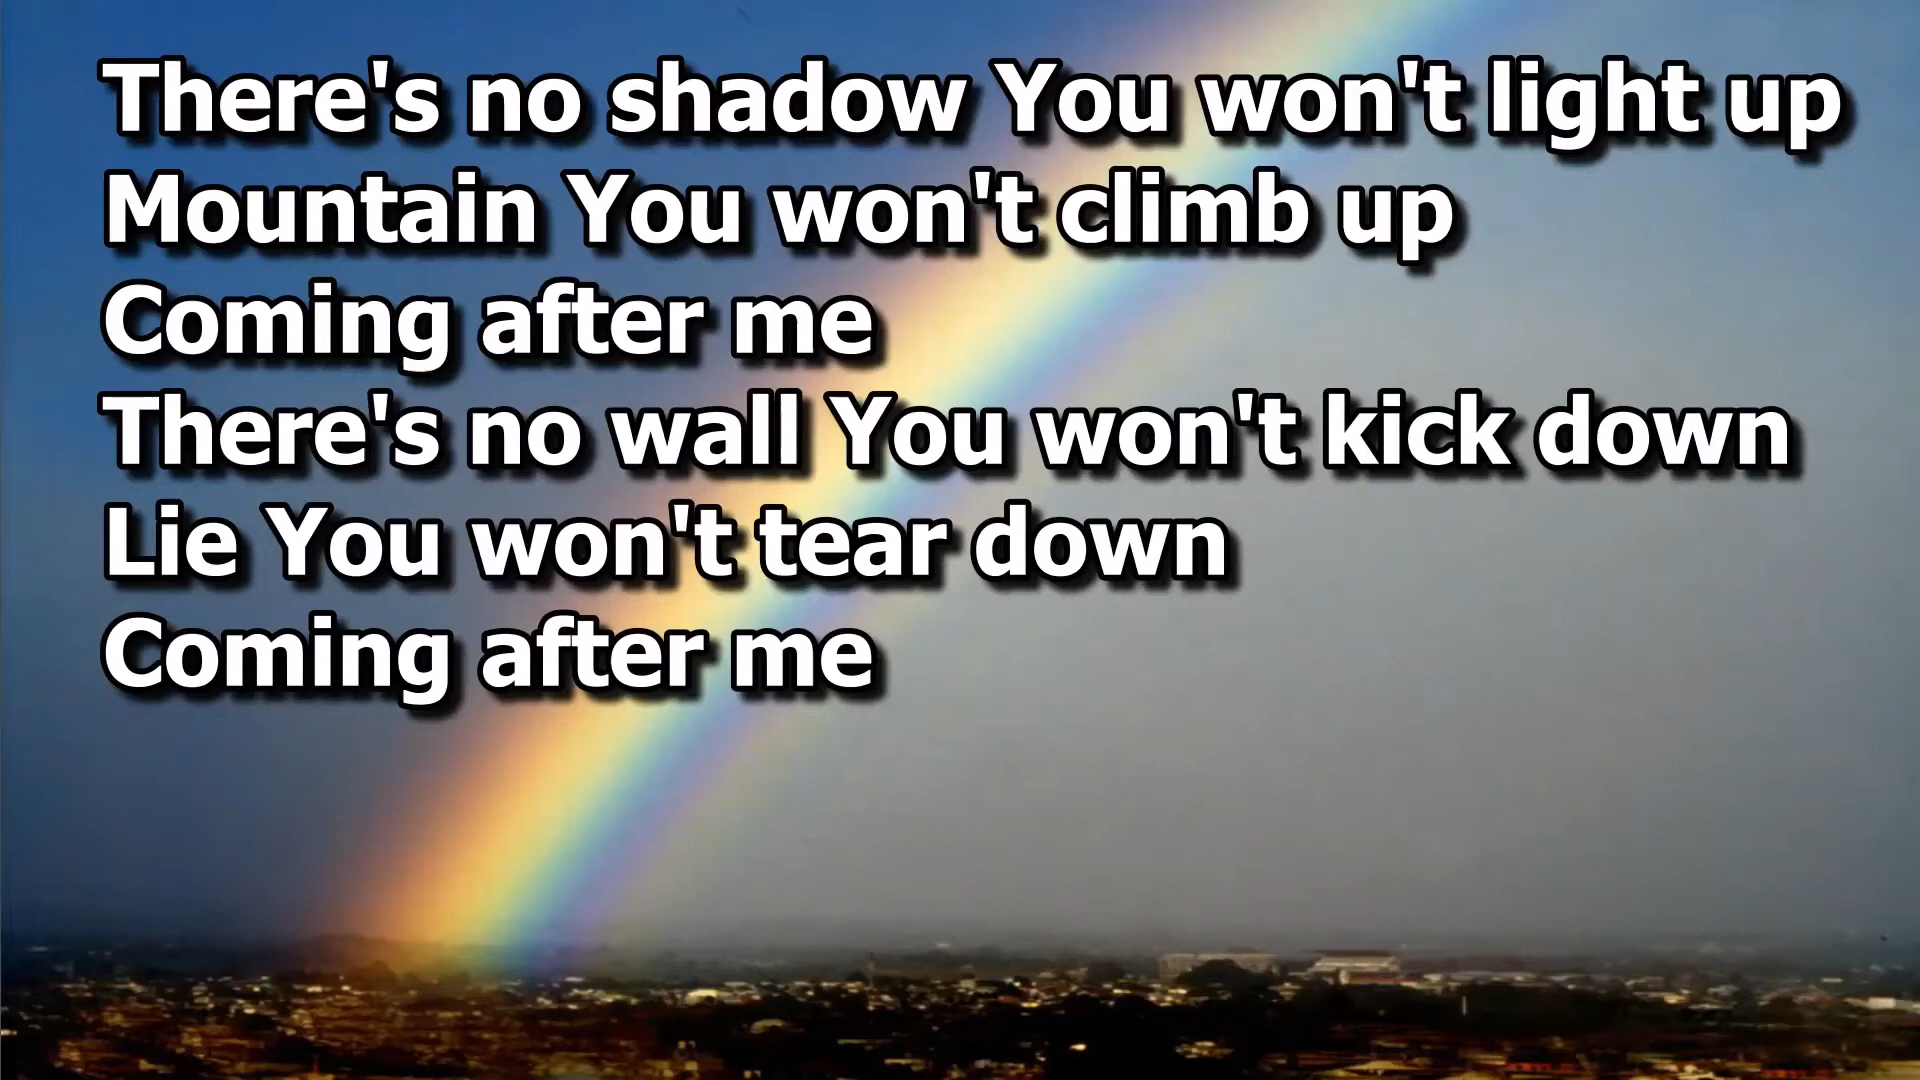 There's no shadow You won't light up
Mountain You won't climb up
Coming after me
There's no wall You won't kick down
Lie You won't tear down
Coming after me